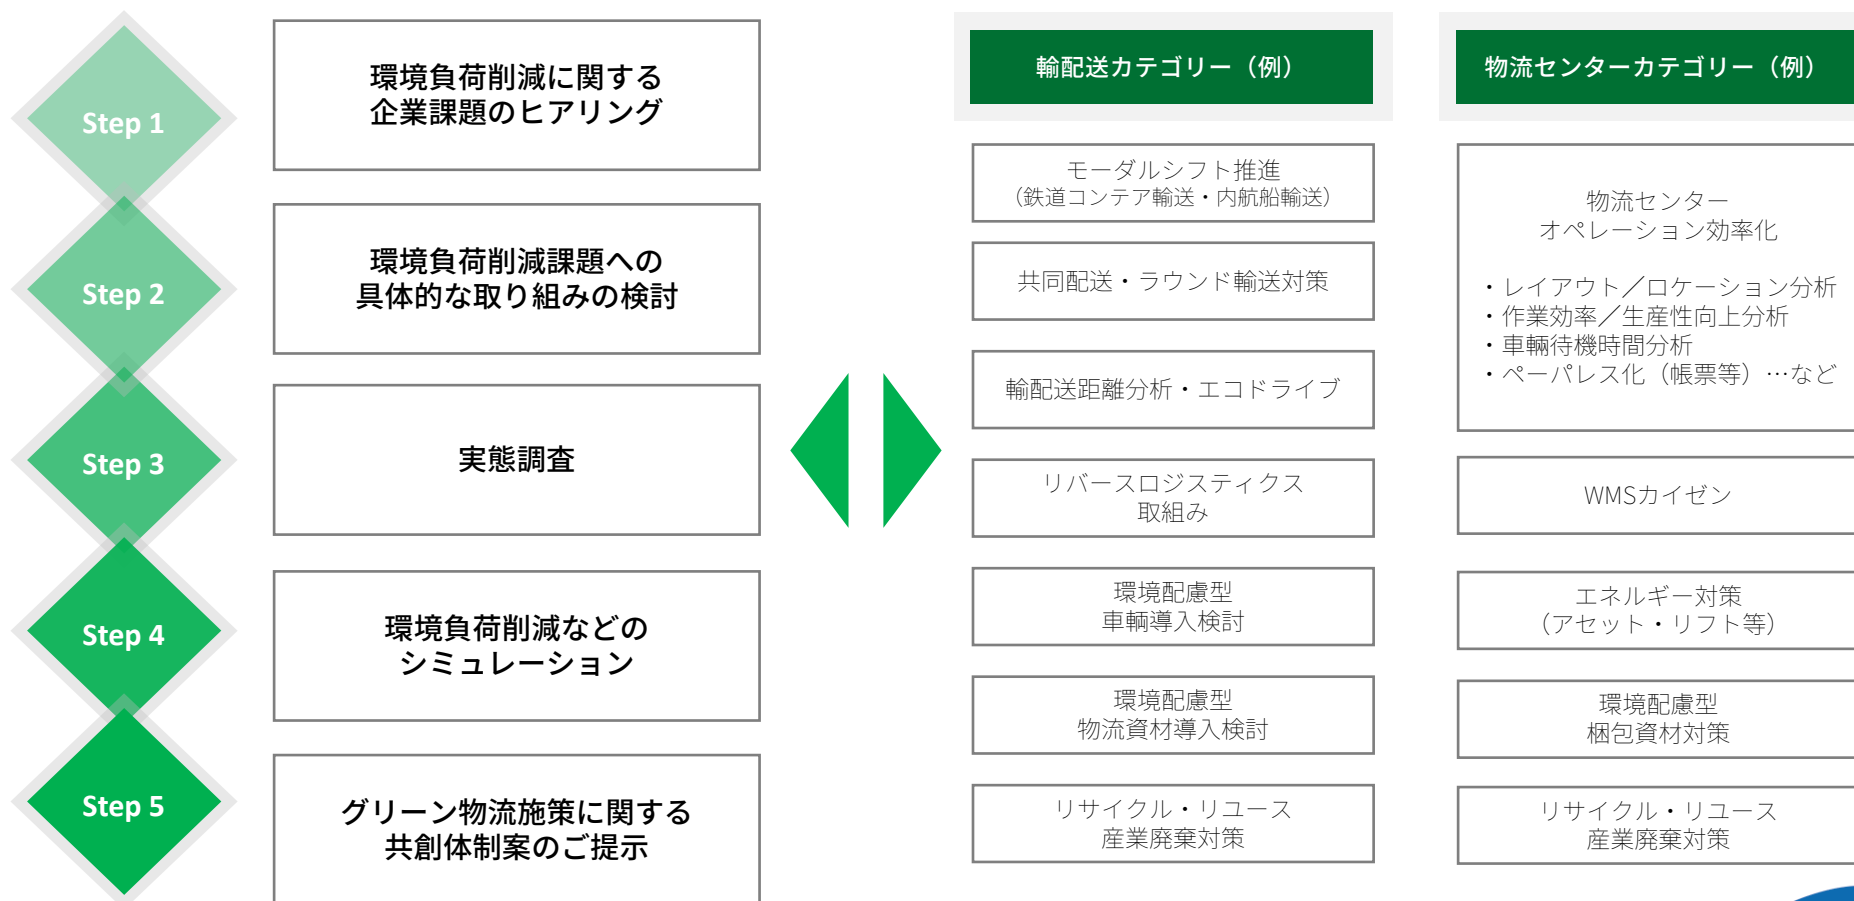 Step 1
環境負荷削減に関する
企業課題のヒアリング
Step 2
環境負荷削減課題への
具体的な取り組みの検討
Step 3
実態調査
Step 4
環境負荷削減などの
シミュレーション
Step 5
グリーン物流施策に関する
共創体制案のご提示
輸配送カテゴリー（例）
モーダルシフト推進
（鉄道コンテア輸送・内航船輸送）
共同配送・ラウンド輸送対策
輸配送距離分析・エコドライブ
リバースロジスティクス
取組み
環境配慮型
車輌導入検討
環境配慮型
物流資材導入検討
リサイクル・リユース
産業廃棄対策
物流センターカテゴリー（例）
物流センター
オペレーション効率化
・レイアウト／ロケーション分析
・作業効率／生産性向上分析
・車輌待機時間分析
・ペーパレス化（帳票等）…など
WMSカイゼン
エネルギー対策
（アセット・リフト等）
環境配慮型
梱包資材対策
リサイクル・リユース
産業廃棄対策